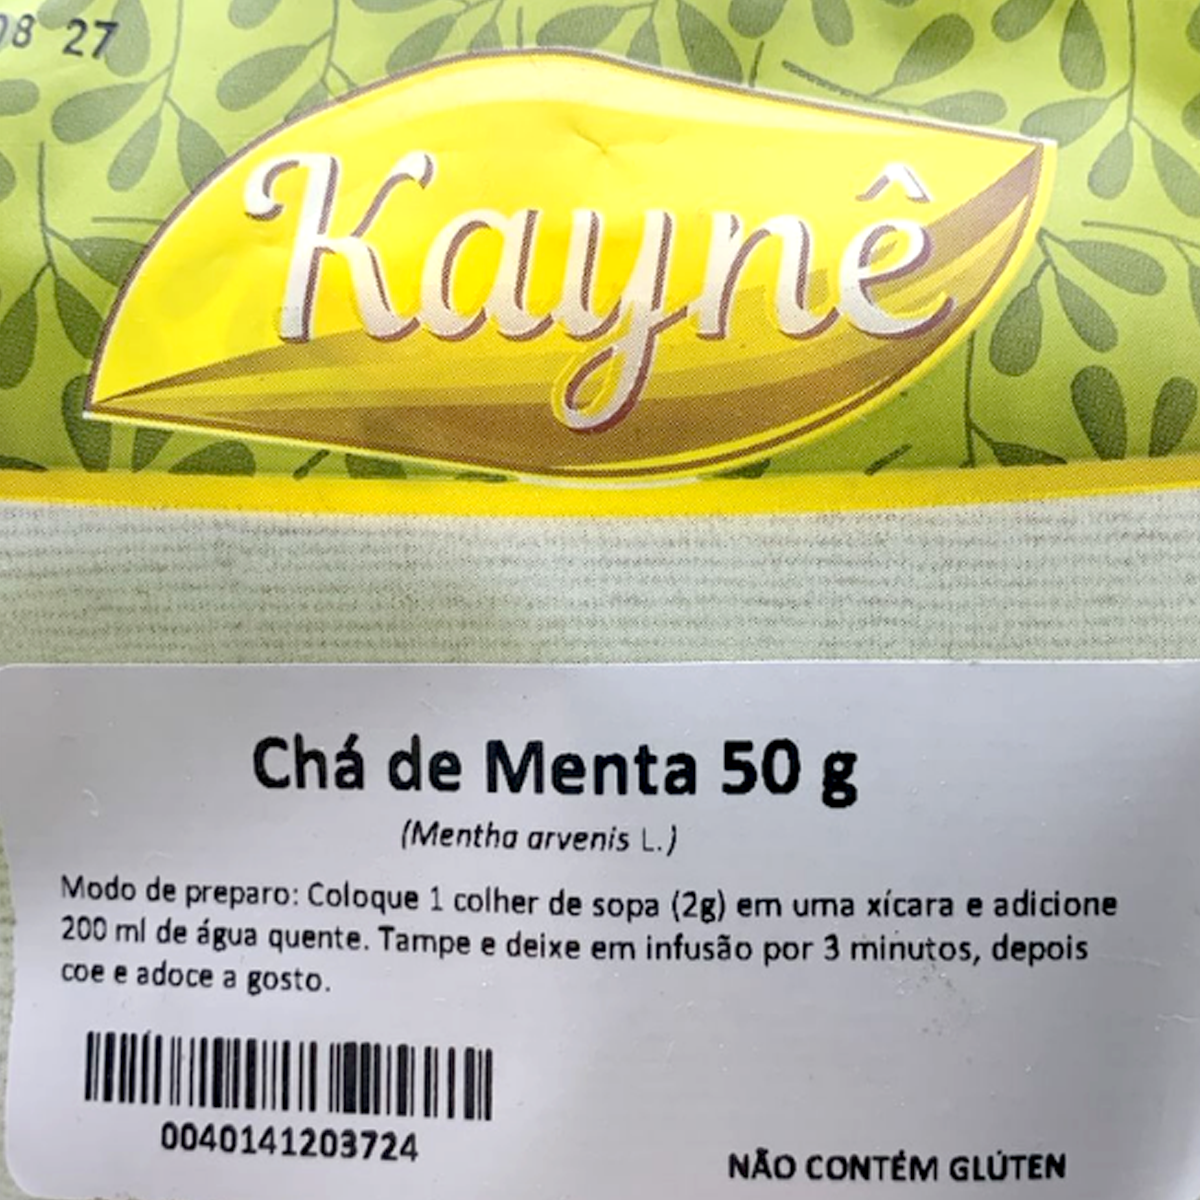 08 27
Kaynê
Chá de Menta 50 g
(Mentha arvenis L.)
Modo de preparo: Coloque 1 colher de sopa (2g) em uma xícara e adicione
200 ml de água quente. Tampe e deixe em infusão por 3 minutos, depois
coe e adoce a gosto.
0040141203724
NÃO CONTÉM GLÚTEN